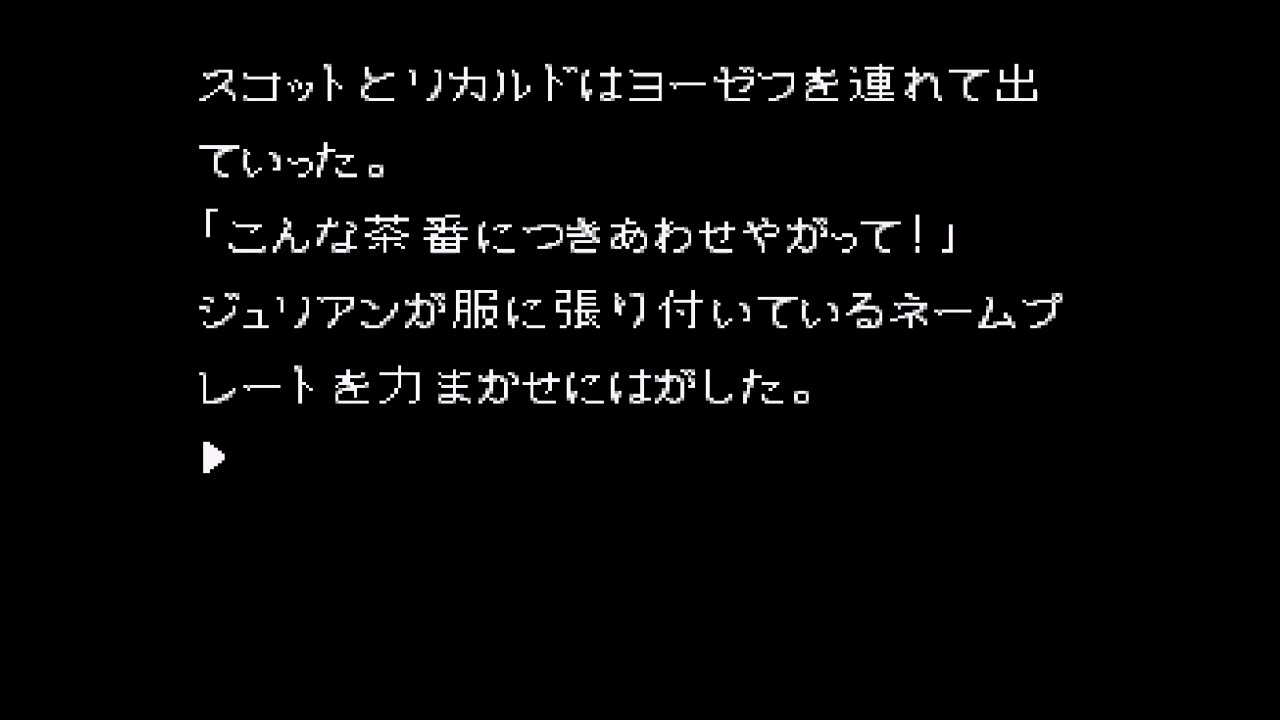 スコットとリカルドはヨーゼフを連れて出
ていった。
「こんな茶番につきあわせやがって！」
ジュリアンが服に張り付いているネームプ
レートを力まかせにはがした。